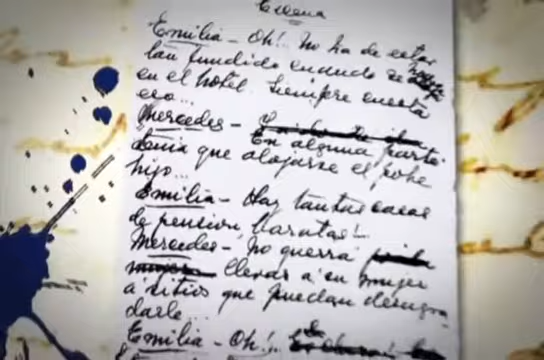 Escena
Emilia - Oh!. No ha de estar
tan fundido cuando se
en el hotel. Siempre cuesta
eso...
Mercedes -
En alguna parte
tenía que alojarse el pobre
hijo...
Emilia - Hay tantas casas
de pensión, baratas!..
Mercedes - No querrá
llevar a su mujer
a sitios que puedan desagra
darle...
Emilia - Oh!.